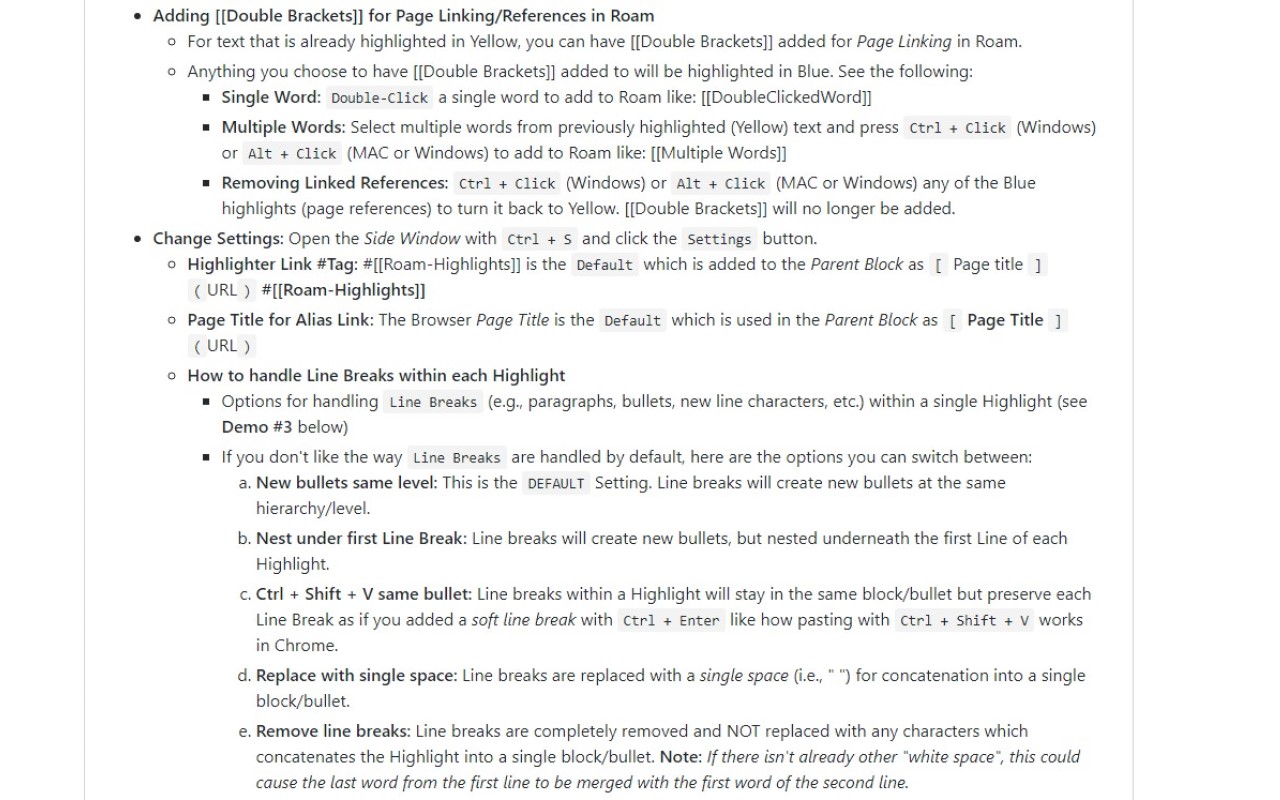 Adding [[Double Brackets]] for Page Linking/References in Roam
For text that is already highlighted in Yellow, you can have [[Double Brackets]] added for Page Linking in Roam.
Anything you choose to have [[Double Brackets]] added to will be highlighted in Blue. See the following:
Single Word: Double-Click a single word to add to Roam like: [[DoubleClickedWord]]
Multiple Words: Select multiple words from previously highlighted (Yellow) text and press Ctrl + Click (Windows)
or Alt + Click (MAC or Windows) to add to Roam like: [[Multiple Words]]
Removing Linked References: Ctrl + Click (Windows) or Alt + Click (MAC or Windows) any of the Blue
highlights (page references) to turn it back to Yellow. [[Double Brackets]] will no longer be added.
Change Settings: Open the Side Window with Ctrl + S and click the Settings button.
Highlighter Link #Tag: #[[Roam-Highlights]] is the Default which is added to the Parent Block as [ Page title ]
( URL ) #[[Roam-Highlights]]
Page Title for Alias Link: The Browser Page Title is the Default which is used in the Parent Block as [ Page Title ]
( URL )
How to handle Line Breaks within each Highlight
Options for handling Line Breaks (e.g., paragraphs, bullets, new line characters, etc.) within a single Highlight (see
Demo #3 below)
If you don't like the way Line Breaks are handled by default, here are the options you can switch between:
a. New bullets same level: This is the DEFAULT Setting. Line breaks will create new bullets at the same
hierarchy/level.
b. Nest under first Line Break: Line breaks will create new bullets, but nested underneath the first Line of each
Highlight.
c. Ctrl + Shift + V same bullet: Line breaks within a Highlight will stay in the same block/bullet but preserve each
Line Break as if you added a soft line break with Ctrl + Enter like how pasting with Ctrl + Shift + V works
in Chrome.
d. Replace with single space: Line breaks are replaced with a single space (i.e., " ") for concatenation into a single
block/bullet.
e. Remove line breaks: Line breaks are completely removed and NOT replaced with any characters which
concatenates the Highlight into a single block/bullet. Note: If there isn't already other "white space", this could
cause the last word from the first line to be merged with the first word of the second line.